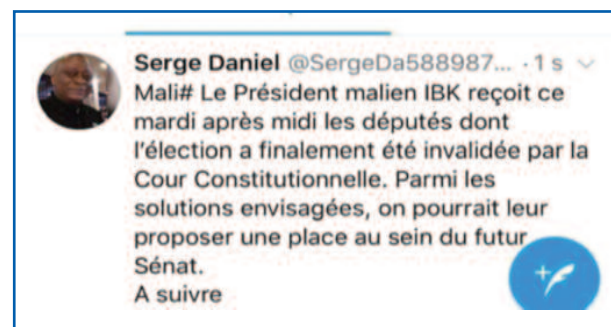 Serge Daniel @SergeDa588987... · 1 s
Mali# Le Président malien IBK reçoit ce
mardi après midi les députés dont
l'élection a finalement été invalidée par la
Cour Constitutionnelle. Parmi les
solutions envisagées, on pourrait leur
proposer une place au sein du futur
Sénat.
A suivre